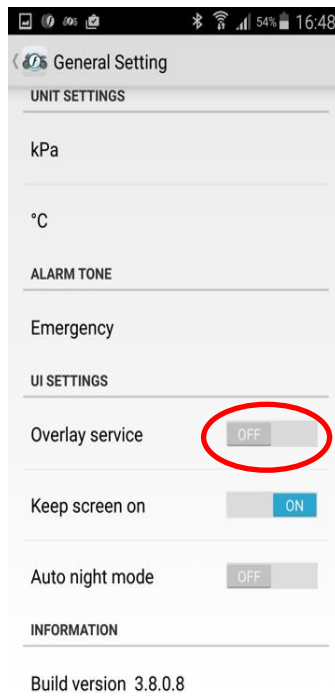 54% 16:48
General Setting
UNIT SETTINGS
kPa
°C
ALARM TONE
Emergency
UI SETTINGS
Overlay service OFF
Keep screen on ON
Auto night mode OFF
INFORMATION
Build version 3.8.0.8